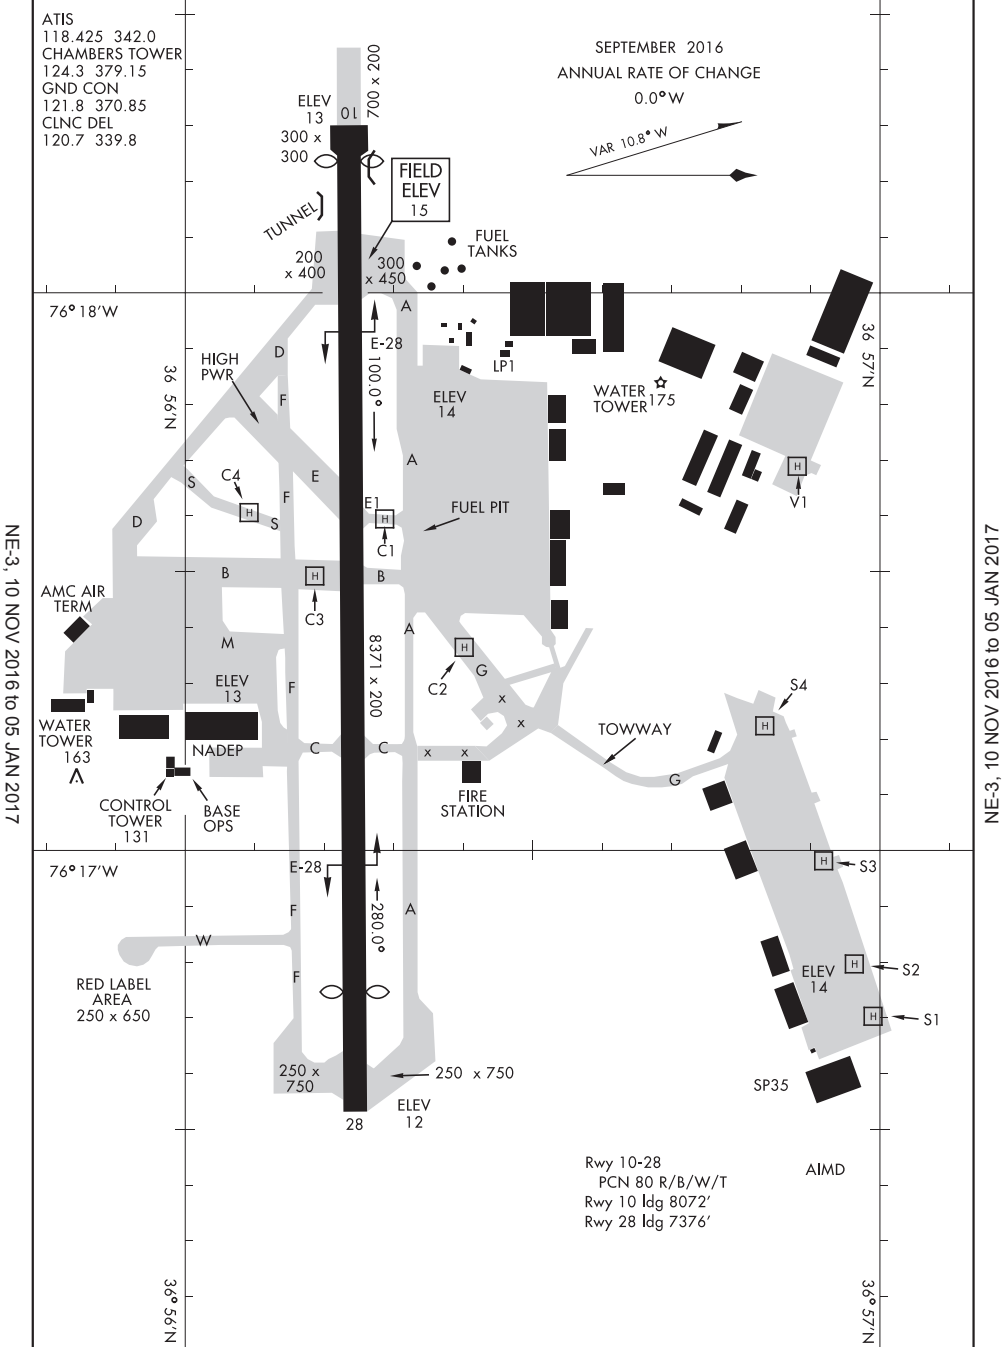 ATIS
118.425 342.0
CHAMBERS TOWER
124.3 379.15
GND CON
121.8 370.85
CLNC DEL
120.7 339.8
SEPTEMBER 2016
ANNUAL RATE OF CHANGE
0.0° W
VAR 10.8° W
700 x 200
ELEV
13
10
300 x
300
FIELD
ELEV
15
TUNNEL
FUEL
TANKS
200
x 400
300
x 450
76° 18'W
A
E-28
D
HIGH
PWR
100.0°
LP1
36 57'N
36 56'N
F
ELEV
14
WATER
TOWER
175
A
H
V1
C4
S
E
H
F
S
E1
H
C1
FUEL PIT
D
B
H
B
C3
AMC AIR
TERM
M
A
H
C2
G
8371 x 200
ELEV
13
F
x
x
S4
H
WATER
TOWER
163
NADEP
C
C
x
x
TOWWAY
G
FIRE
STATION
CONTROL
TOWER
131
BASE
OPS
76° 17'W
E-28
H
S3
280.0°
F
A
W
F
RED LABEL
AREA
250 x 650
ELEV
14
H
S2
H
S1
250 x
750
250 x 750
SP35
ELEV
12
28
Rwy 10-28
PCN 80 R/B/W/T
Rwy 10 ldg 8072'
Rwy 28 ldg 7376'
AIMD
36° 56'N
36° 57'N
NE-3, 10 NOV 2016 to 05 JAN 2017
NE-3, 10 NOV 2016 to 05 JAN 2017